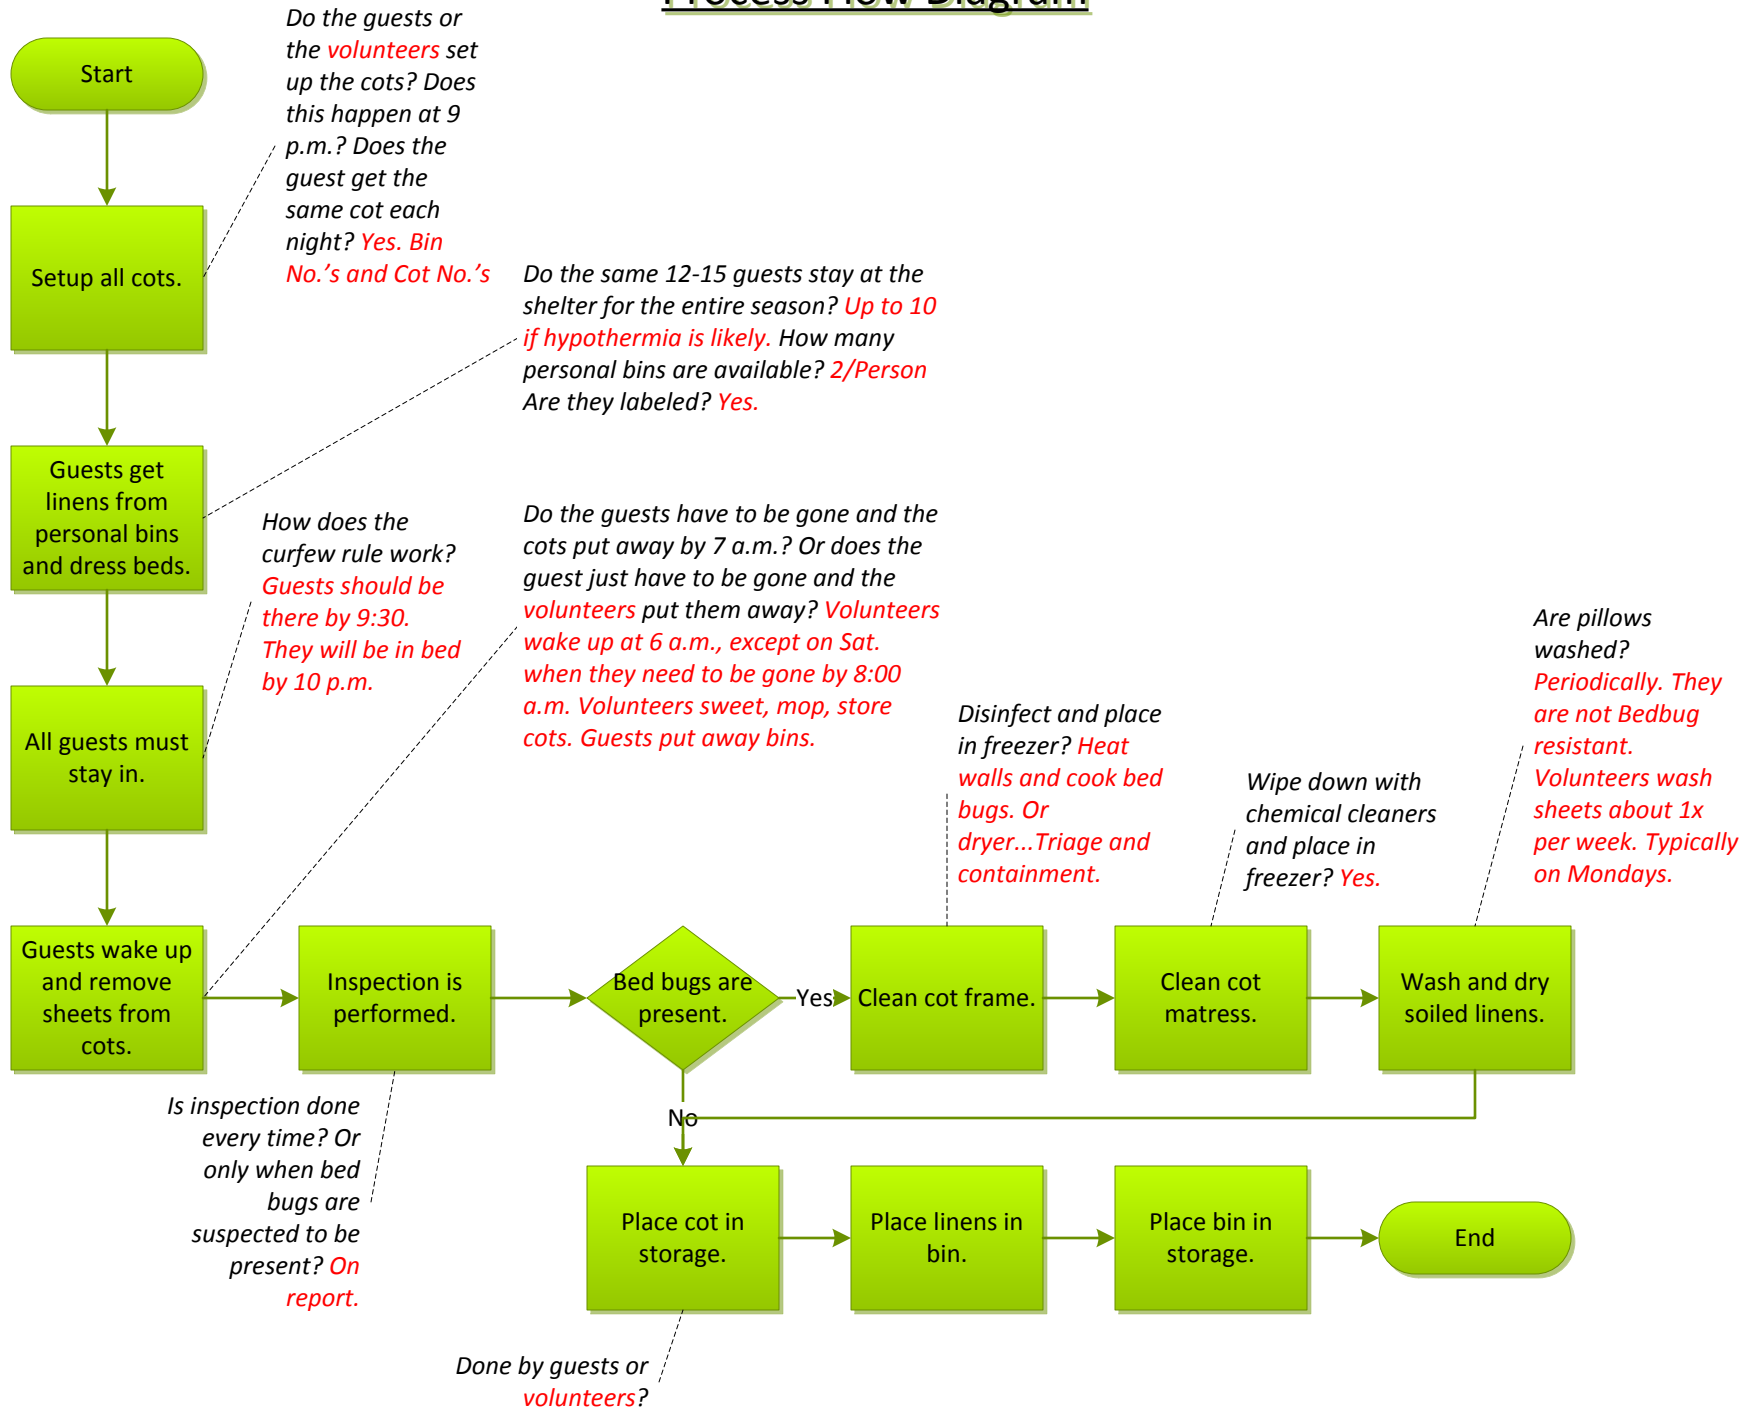 Process Flow Diagram
Start
Do the guests or
the volunteers set
up the cots? Does
this happen at 9
p.m.? Does the
guest get the
same cot each
night? Yes. Bin
No.'s and Cot No.'s
Setup all cots.
Do the same 12-15 guests stay at the
shelter for the entire season? Up to 10
if hypothermia is likely. How many
personal bins are available? 2/Person
Are they labeled? Yes.
Guests get
linens from
personal bins
and dress beds.
How does the
curfew rule work?
Guests should be
there by 9:30.
They will be in bed
by 10 p.m.
Do the guests have to be gone and the
cots put away by 7 a.m.? Or does the
guest just have to be gone and the
volunteers put them away? Volunteers
wake up at 6 a.m., except on Sat.
when they need to be gone by 8:00
a.m. Volunteers sweet, mop, store
cots. Guests put away bins.
All guests must
stay in.
Disinfect and place
in freezer? Heat
walls and cook bed
bugs. Or
dryer...Triage and
containment.
Wipe down with
chemical cleaners
and place in
freezer? Yes.
Are pillows
washed?
Periodically. They
are not Bedbug
resistant.
Volunteers wash
sheets about 1x
per week. Typically
on Mondays.
Guests wake up
and remove
sheets from
cots.
Inspection is
performed.
Bed bugs are
present.
Yes
Clean cot frame.
Clean cot
matress.
Wash and dry
soiled linens.
No
Is inspection done
every time? Or
only when bed
bugs are
suspected to be
present? On
report.
Place cot in
storage.
Place linens in
bin.
Place bin in
storage.
End
Done by guests or
volunteers?